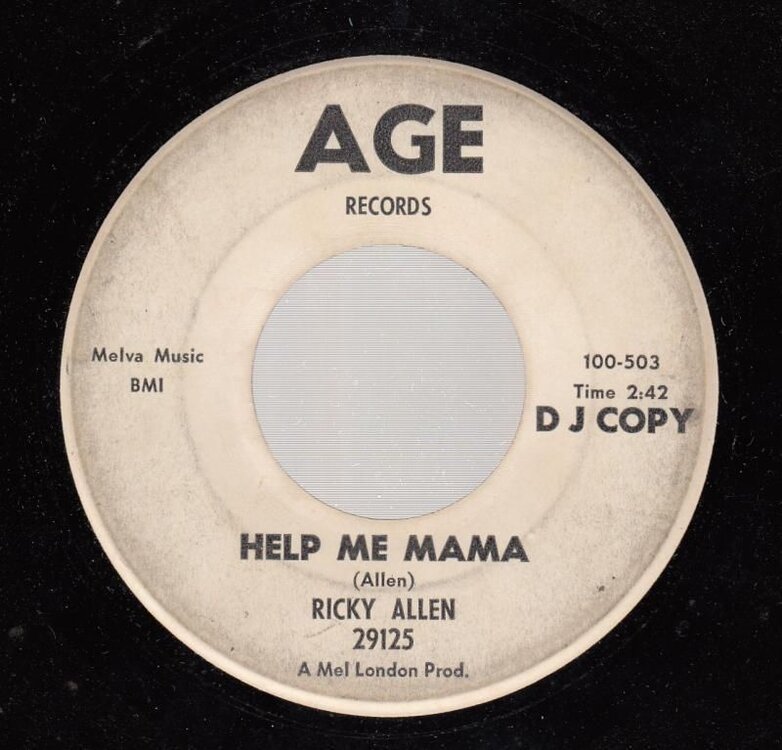 AGE
RECORDS
Melva Music
BMI
100-503
Time 2:42
D J COPY
HELP ME MAMA
(Allen)
RICKY ALLEN
29125
A Mel London Prod.